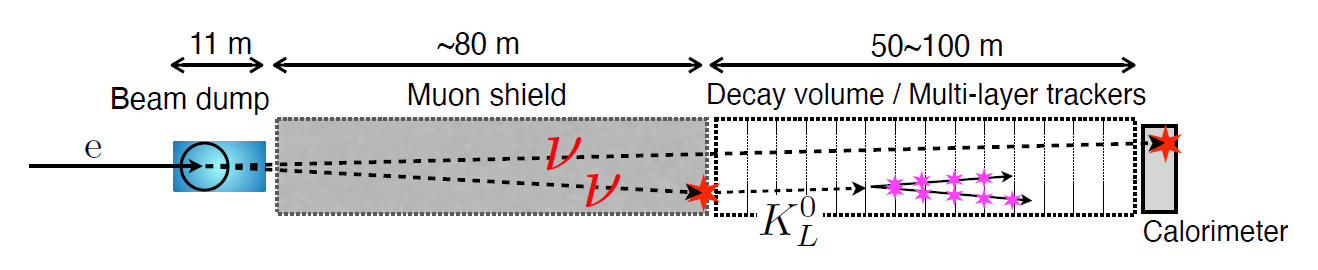 11 m
~80 m
50~100 m
Beam dump
Muon shield
Decay volume / Multi-layer trackers
e
ν
ν
K_L^0
Calorimeter